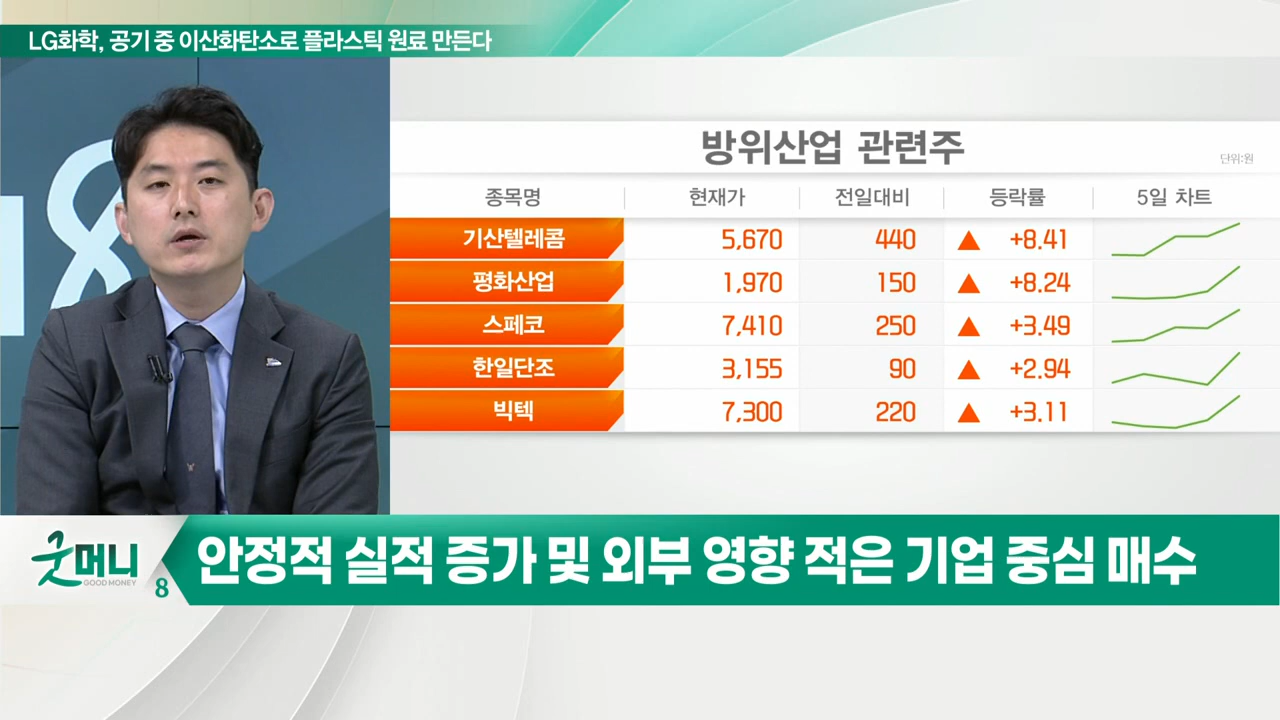 LG화학, 공기 중 이산화탄소로 플라스틱 원료 만든다
방위산업 관련주
단위:원
종목명 현재가 전일대비 등락률 5일 차트
기산텔레콤 5,670 440 ▲ +8.41
평화산업 1,970 150 ▲ +8.24
스페코 7,410 250 ▲ +3.49
한일단조 3,155 90 ▲ +2.94
빅텍 7,300 220 ▲ +3.11
굿머니
GOOD MONEY
8
안정적 실적 증가 및 외부 영향 적은 기업 중심 매수